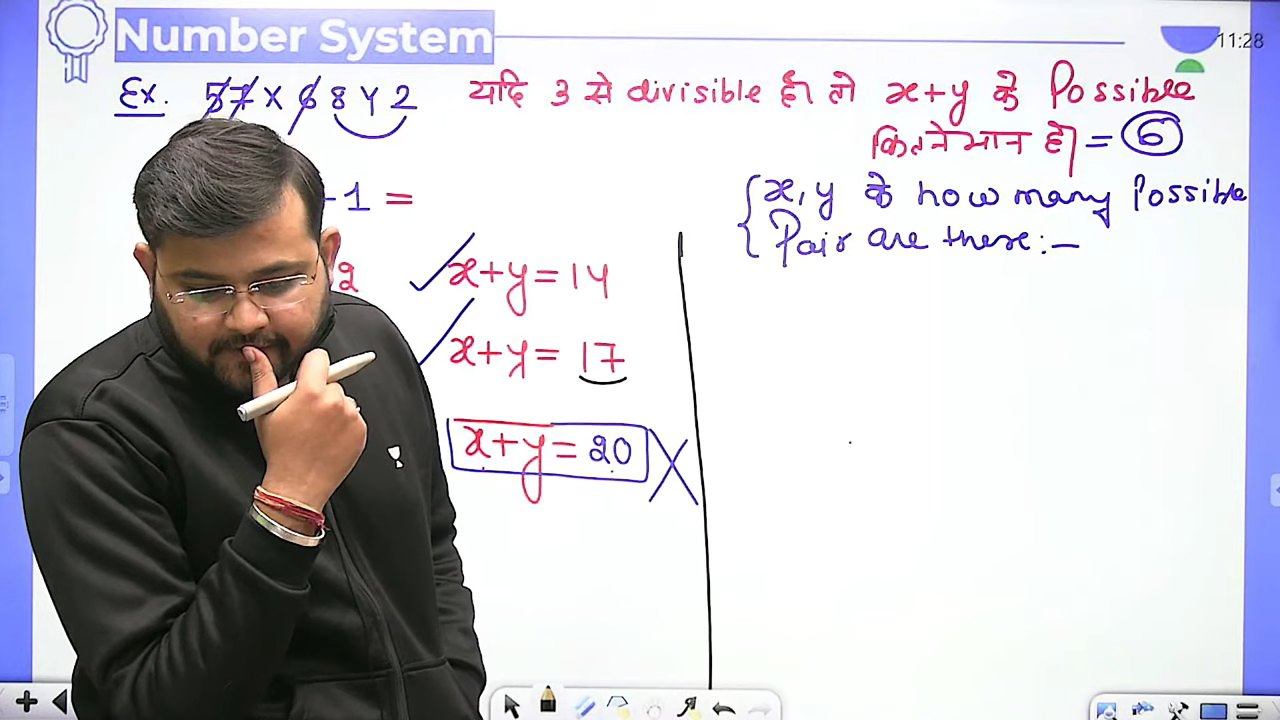 Number System
11:28
Ex. 57X68Y2 यदि 3 से divisible हो तो x+y के Possible
कितने मान है = 6
{x, y के how many Possible
Pair are there:-
-1 =
2
x+y = 14
x+y = 17
x+y = 20